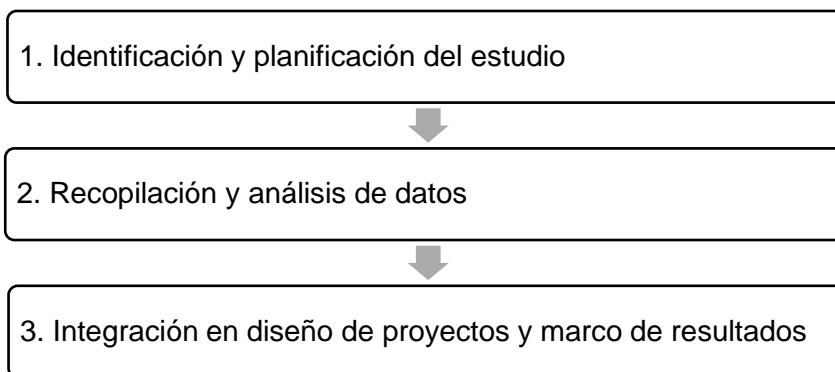 1. Identificación y planificación del estudio
2. Recopilación y análisis de datos
3. Integración en diseño de proyectos y marco de resultados